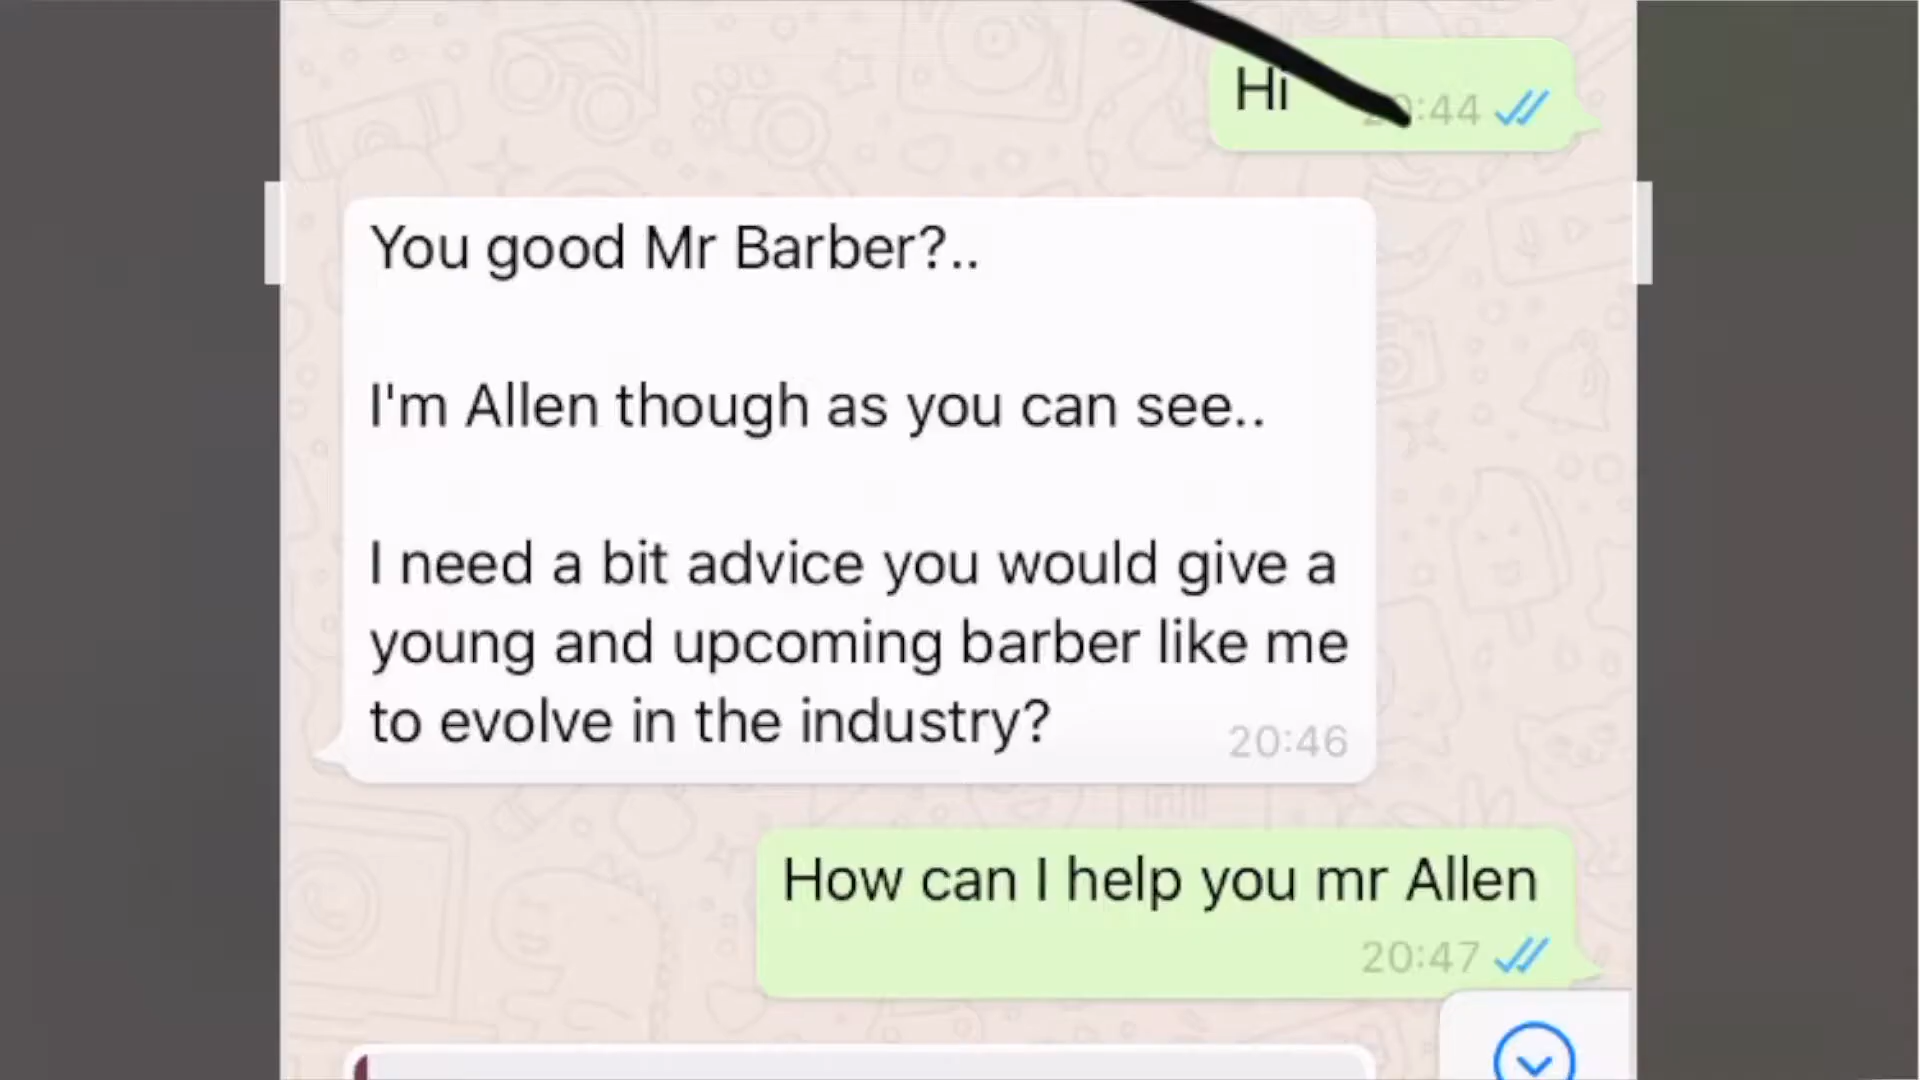 Hi
:44
You good Mr Barber?..
I'm Allen though as you can see..
I need a bit advice you would give a
young and upcoming barber like me
to evolve in the industry?
20:46
How can I help you mr Allen
20:47